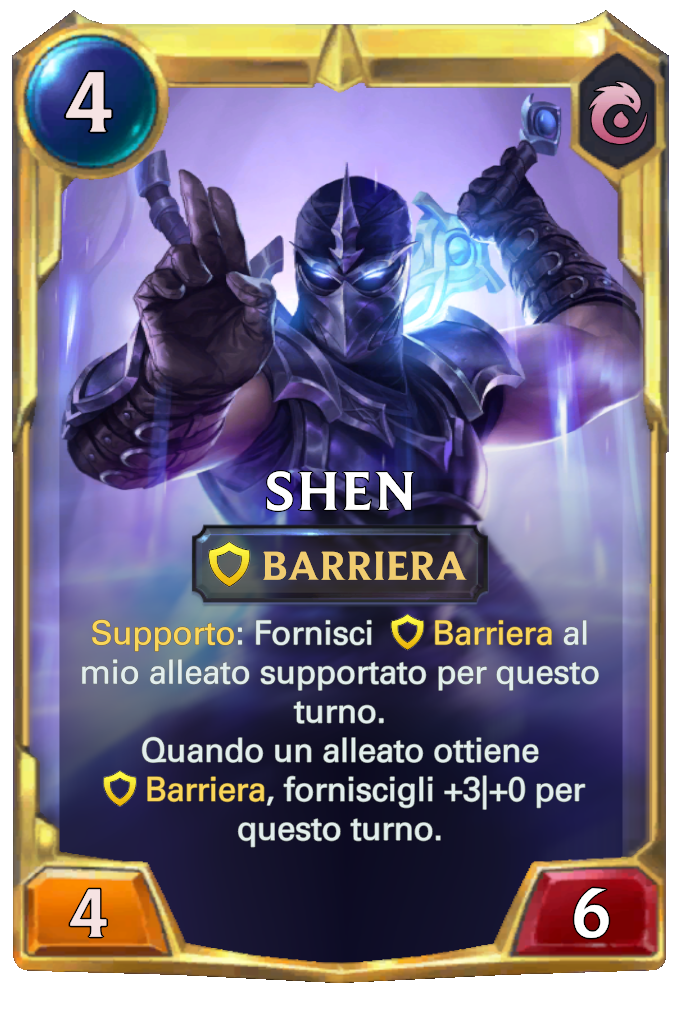 4
SHEN
BARRIERA
Supporto: Fornisci Barriera al
mio alleato supportato per questo
turno.
Quando un alleato ottiene
Barriera, forniscigli +3|+0 per
questo turno.
4
6